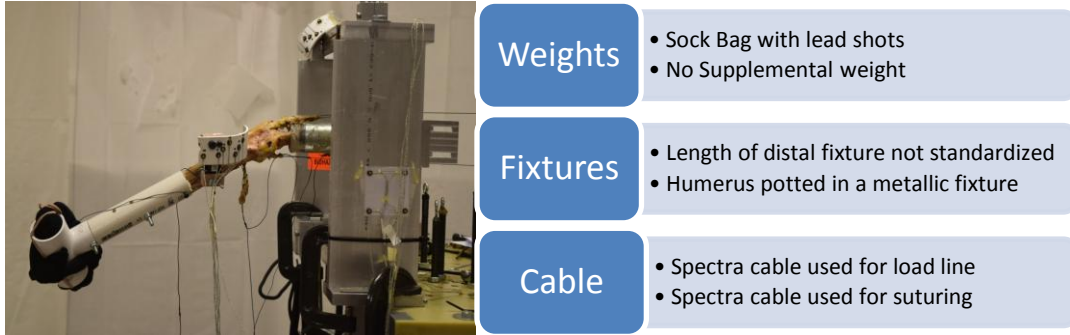 Weights
• Sock Bag with lead shots
• No Supplemental weight
Fixtures
• Length of distal fixture not standardized
• Humerus potted in a metallic fixture
Cable
• Spectra cable used for load line
• Spectra cable used for suturing